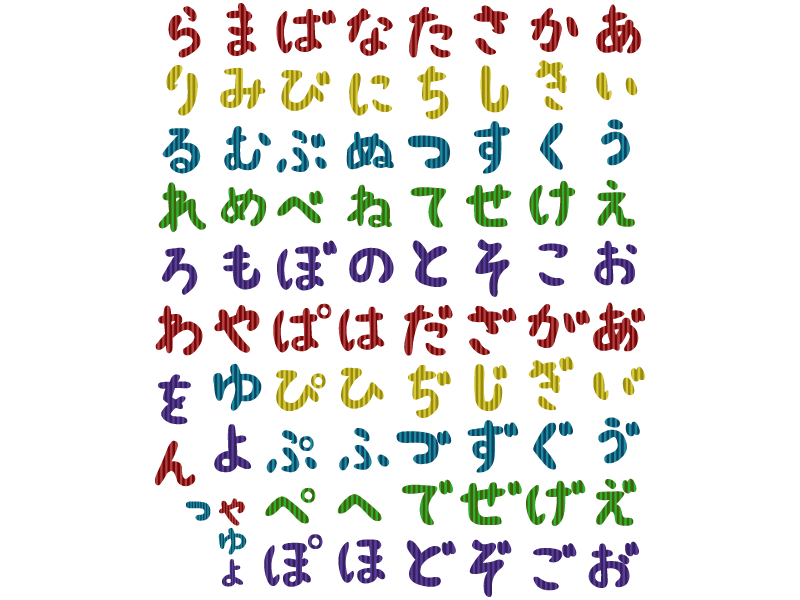 あいうえおあ゙い゙ゔえ゙お゙
かきくけこがぎぐげご
さしすせそざじずぜぞ
たちつてとだぢづでど
なにぬねのはひふへほ
ばびぶべぼぱぴぷぺぽ
まみむめもやゆよゃゅょ
らりるれろわをんっ